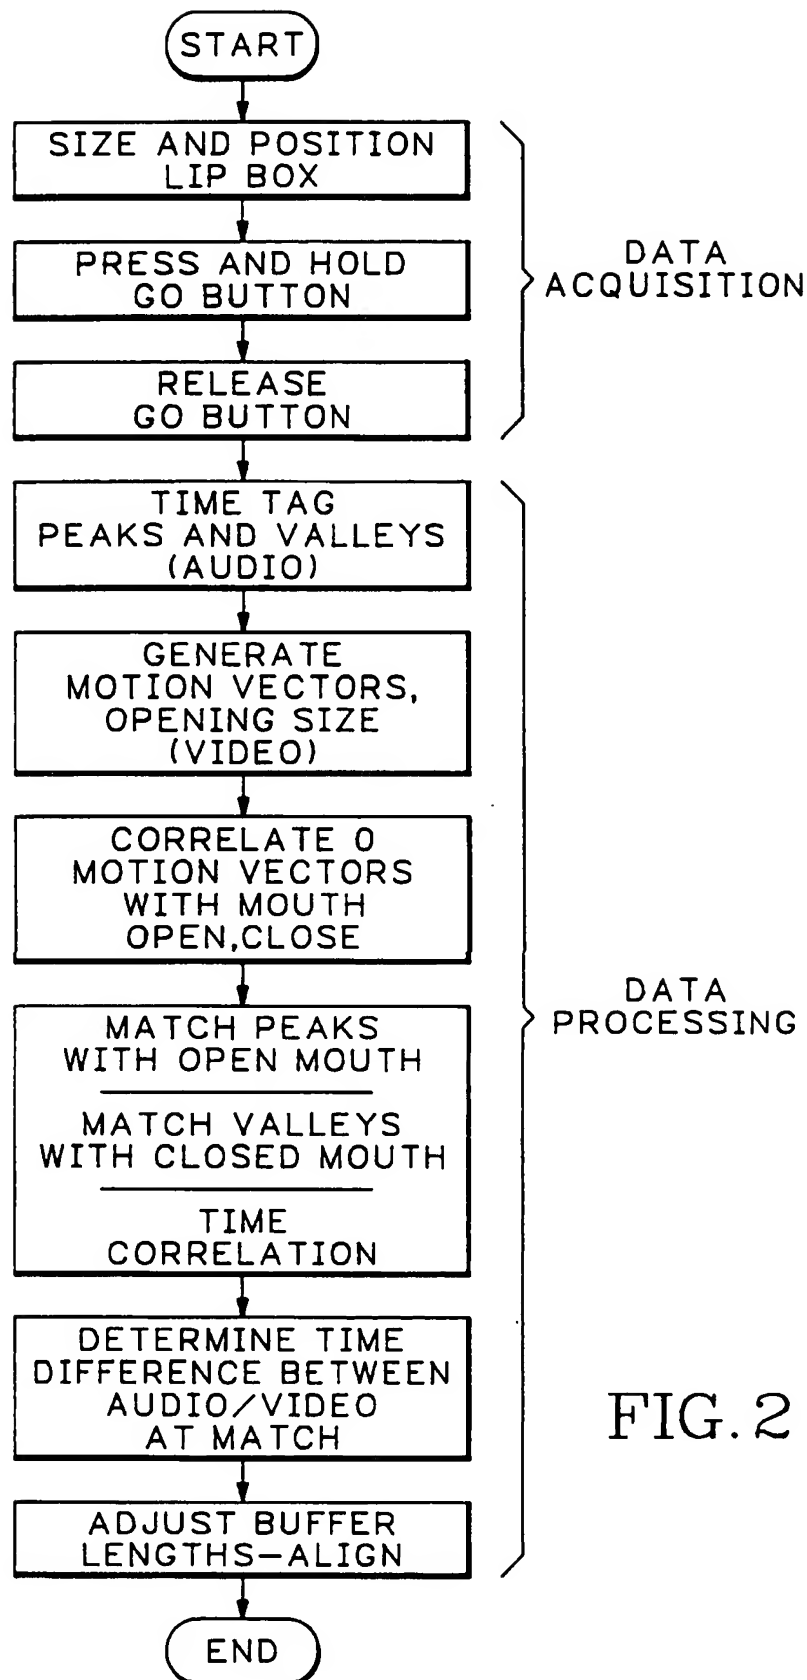 START
SIZE AND POSITION
LIP BOX
PRESS AND HOLD
GO BUTTON
RELEASE
GO BUTTON
DATA
ACQUISITION
TIME TAG
PEAKS AND VALLEYS
(AUDIO)
GENERATE
MOTION VECTORS,
OPENING SIZE
(VIDEO)
CORRELATE 0
MOTION VECTORS
WITH MOUTH
OPEN,CLOSE
MATCH PEAKS
WITH OPEN MOUTH
MATCH VALLEYS
WITH CLOSED MOUTH
TIME
CORRELATION
DETERMINE TIME
DIFFERENCE BETWEEN
AUDIO/VIDEO
AT MATCH
ADJUST BUFFER
LENGTHS-ALIGN
DATA
PROCESSING
END
FIG. 2